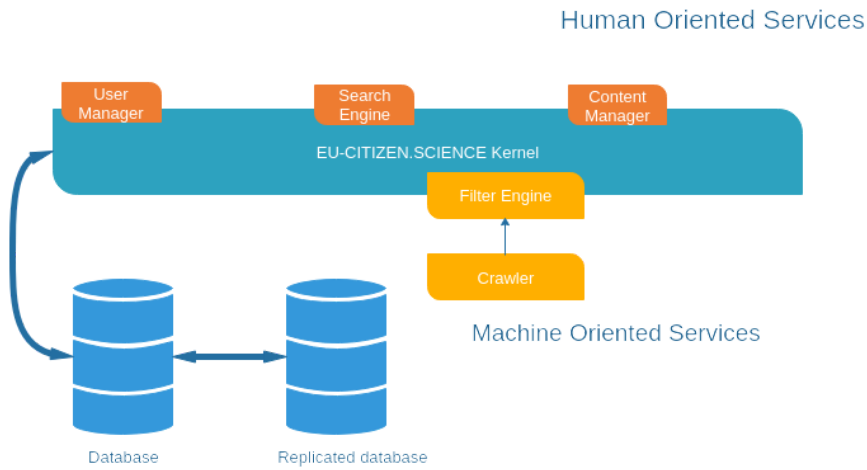 Human Oriented Services
User
Manager
Search
Engine
Content
Manager
EU-CITIZEN.SCIENCE Kernel
Filter Engine
Crawler
Machine Oriented Services
Database
Replicated database